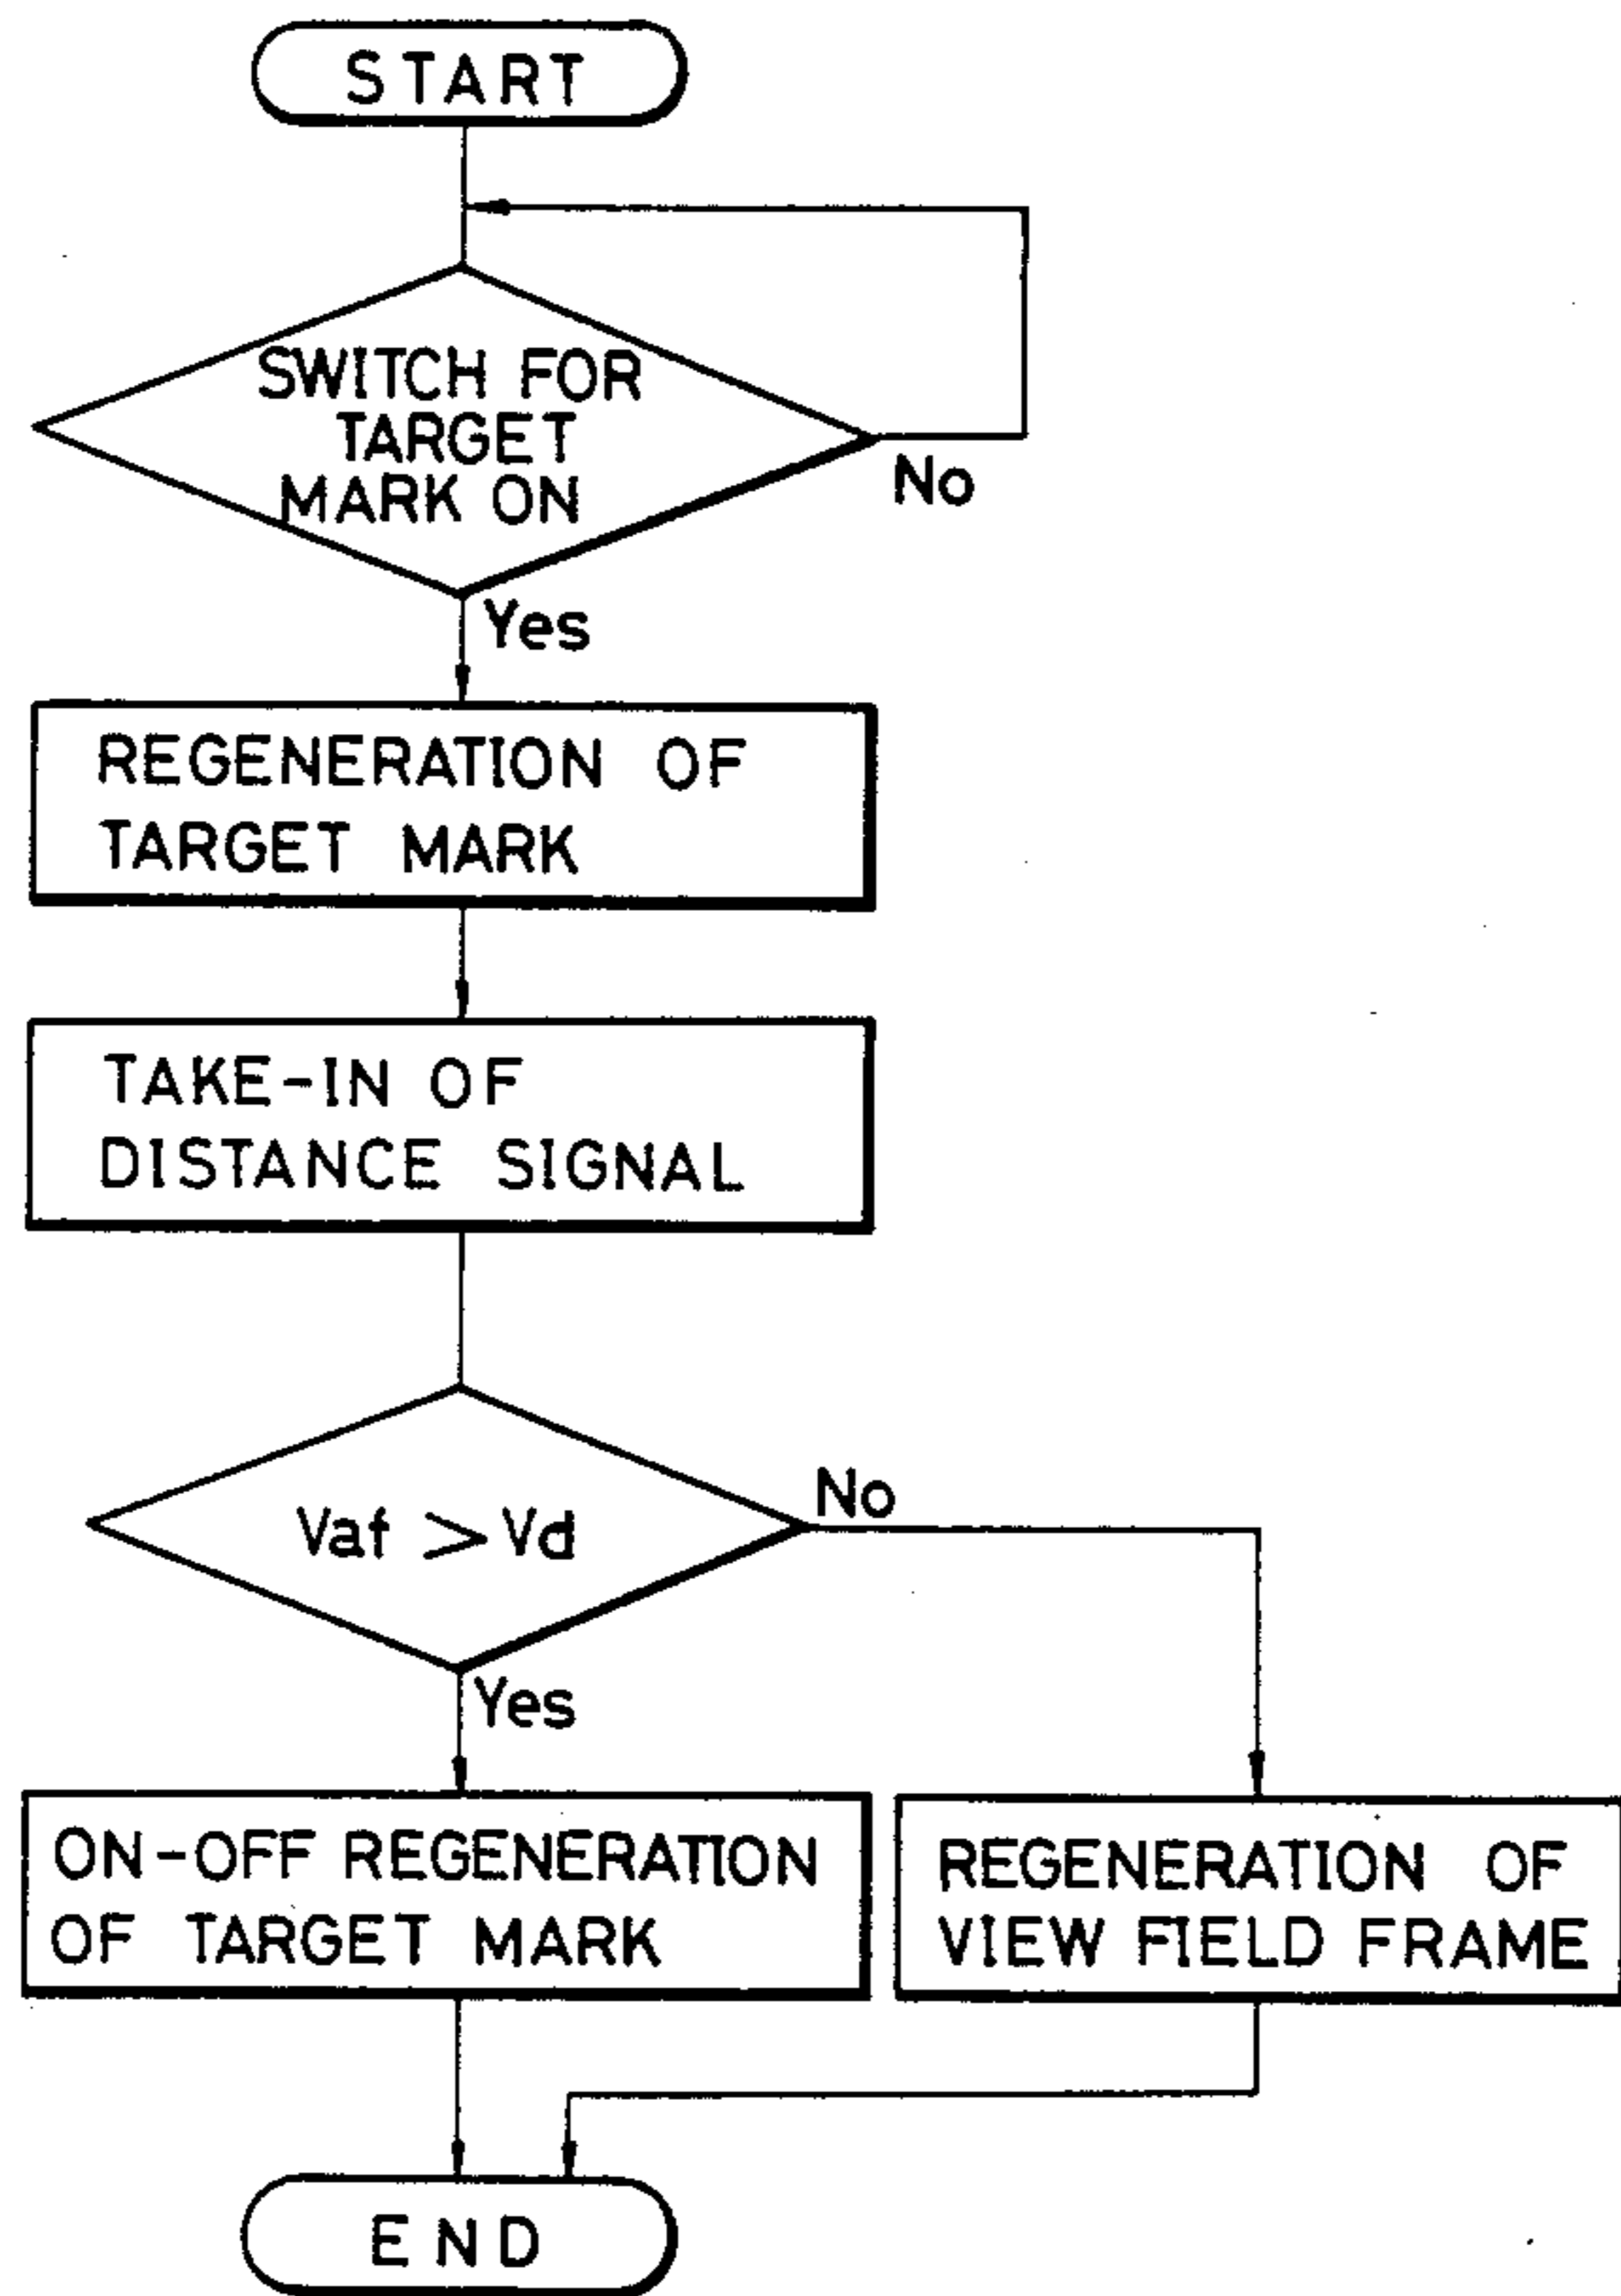 START
SWITCH FOR
TARGET
MARK ON
No
Yes
REGENERATION OF
TARGET MARK
TAKE-IN OF
DISTANCE SIGNAL
Vaf > Vd
No
Yes
ON-OFF REGENERATION
OF TARGET MARK
REGENERATION OF
VIEW FIELD FRAME
END